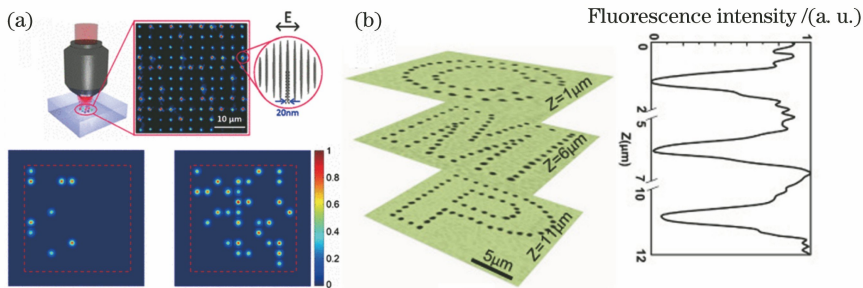 (a)
E
10 μm
20nm
1
0.8
0.6
0.4
0.2
0
(b)
Z=1μm
Z=6μm
Z=11μm
5μm
Fluorescence intensity /(a. u.)
0
1
0
2
5
7
10
12
Z(μm)